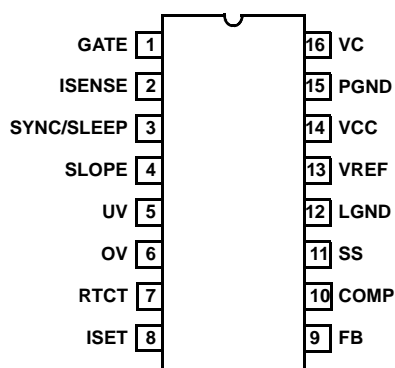 GATE 1 16 VC
ISENSE 2 15 PGND
SYNC/SLEEP 3 14 VCC
SLOPE 4 13 VREF
UV 5 12 LGND
OV 6 11 SS
RTCT 7 10 COMP
ISET 8 9 FB